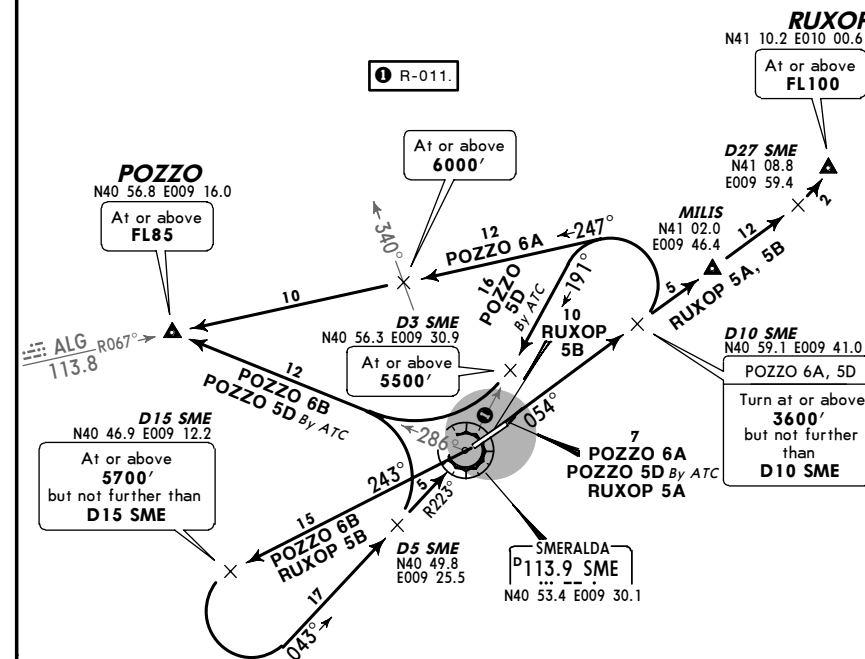 RUXOP
N41 10.2 E010 00.6
At or above
FL100
❶ R-011.
At or above
6000′
POZZO
N40 56.8 E009 16.0
At or above
FL85
D27 SME
N41 08.8
E009 59.4
2
MILIS
N41 02.0
E009 46.4
12
RUXOP 5A, 5B
5
340°
12
POZZO 6A
247°
191°
16
POZZO
5D
By ATC
10
10
RUXOP
5B
D3 SME
N40 56.3 E009 30.9
At or above
5500′
D10 SME
N40 59.1 E009 41.0
POZZO 6A, 5D
Turn at or above
3600′
but not further
than
D10 SME
ALG R067°
113.8
12
POZZO 6B
POZZO 5D By ATC
❶
054°
286°
7
POZZO 6A
POZZO 5D By ATC
RUXOP 5A
D15 SME
N40 46.9 E009 12.2
At or above
5700′
but not further than
D15 SME
243°
15
POZZO 6B
RUXOP 5B
5
R223°
D5 SME
N40 49.8
E009 25.5
SMERALDA
D113.9 SME
N40 53.4 E009 30.1
17
043°